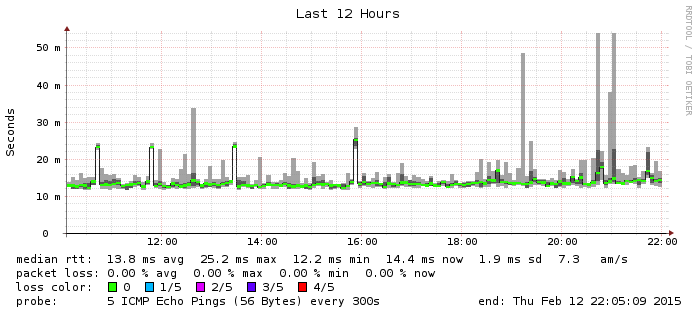 Last 12 Hours
RRDTOOL / TOBI OETIKER
Seconds
50 m
40 m
30 m
20 m
10 m
0
12:00 14:00 16:00 18:00 20:00 22:00
median rtt: 13.8 ms avg 25.2 ms max 12.2 ms min 14.4 ms now 1.9 ms sd 7.3 am/s
packet loss: 0.00 % avg 0.00 % max 0.00 % min 0.00 % now
loss color: 0 1/5 2/5 3/5 4/5
probe: 5 ICMP Echo Pings (56 Bytes) every 300s end: Thu Feb 12 22:05:09 2015